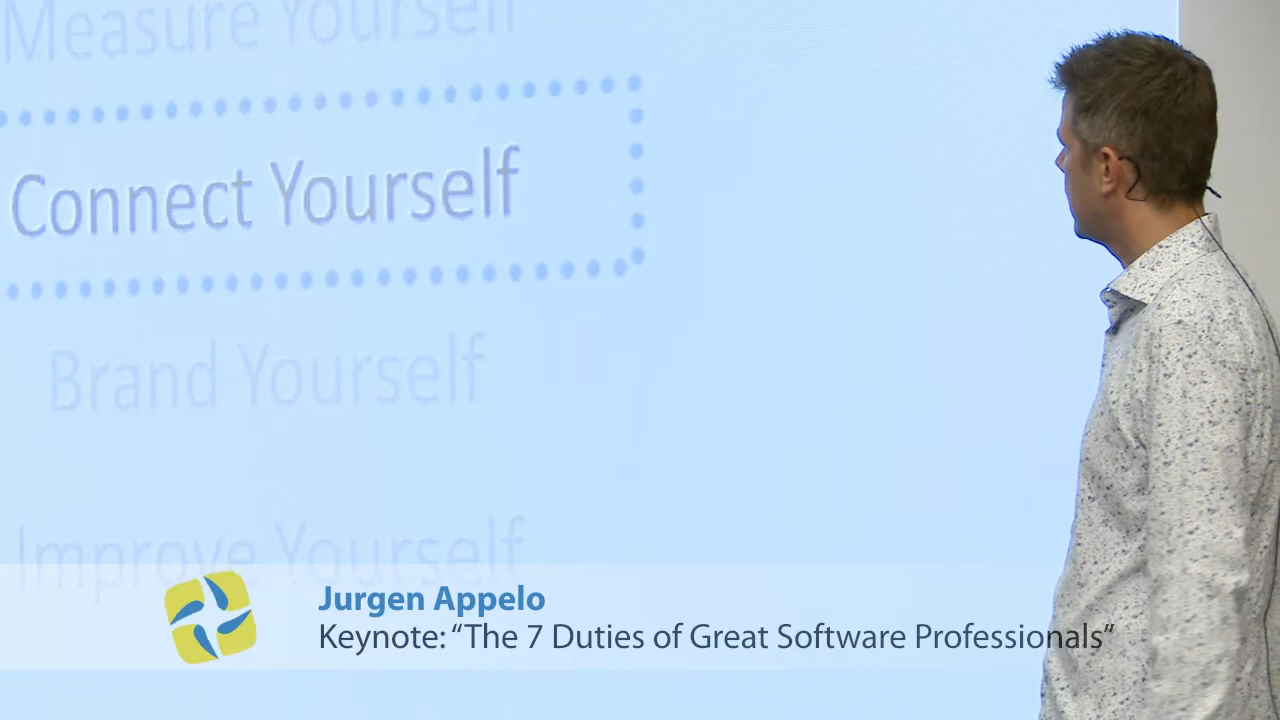 Measure Yourself
Connect Yourself
Brand Yourself
Improve Yourself
Jurgen Appelo
Keynote: “The 7 Duties of Great Software Professionals”